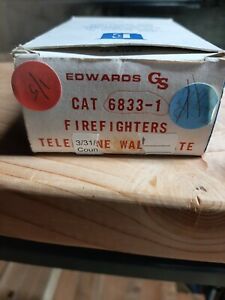 EDWARDS GS
CAT 6833-1
FIREFIGHTERS
TELE NE WAL TE
3/31/
Coun